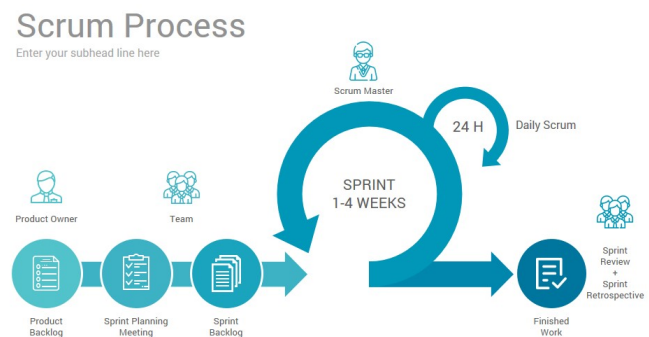 Scrum Process
Enter your subhead line here
Scrum Master
24 H
Daily Scrum
SPRINT
1-4 WEEKS
Product Owner
Team
Product
Backlog
Sprint Planning
Meeting
Sprint
Backlog
Finished
Work
Sprint
Review
+
Sprint
Retrospective